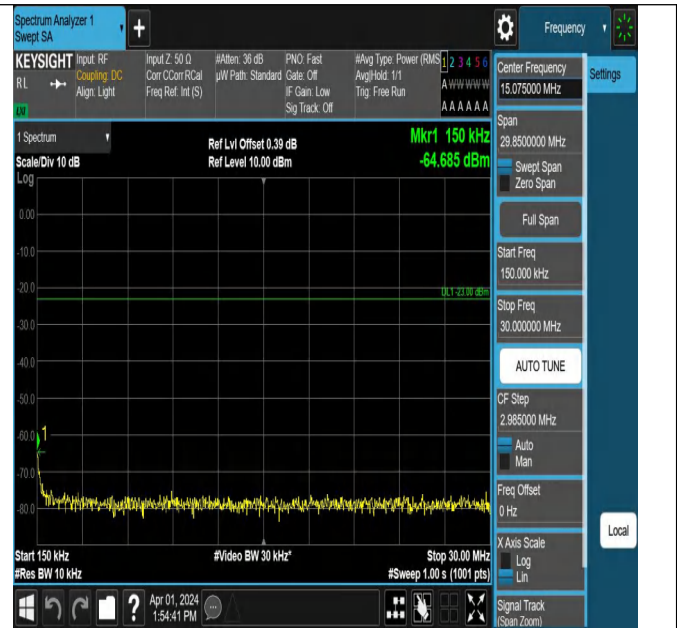 Spectrum Analyzer 1
Swept SA
+
Frequency
KEYSIGHT
RL
Input: RF
Coupling: DC
Align: Light
Input Z: 50 Ω
Corr CCorr RCal
Freq Ref: Int (S)
#Atten: 36 dB
µW Path: Standard
PNO: Fast
Gate: Off
IF Gain: Low
Sig Track: Off
#Avg Type: Power (RMS
Avg|Hold: 1/1
Trig: Free Run
1 2 3 4 5 6
A W W W W W
A A A A A A
1 Spectrum
Scale/Div 10 dB
Log
Ref Lvl Offset 0.39 dB
Ref Level 10.00 dBm
Mkr1 150 kHz
-64.685 dBm
0.00
-10.0
-20.0
DL1 -23.00 dBm
-30.0
-40.0
-50.0
-60.0
1
-70.0
-80.0
Start 150 kHz
#Res BW 10 kHz
#Video BW 30 kHz*
Stop 30.00 MHz
#Sweep 1.00 s (1001 pts)
?
Apr 01, 2024
1:54:41 PM
Center Frequency
15.075000 MHz
Settings
Span
29.8500000 MHz
Swept Span
Zero Span
Full Span
Start Freq
150.000 kHz
Stop Freq
30.000000 MHz
AUTO TUNE
CF Step
2.985000 MHz
Auto
Man
Freq Offset
0 Hz
X Axis Scale
Log
Lin
Local
Signal Track
(Span Zoom)